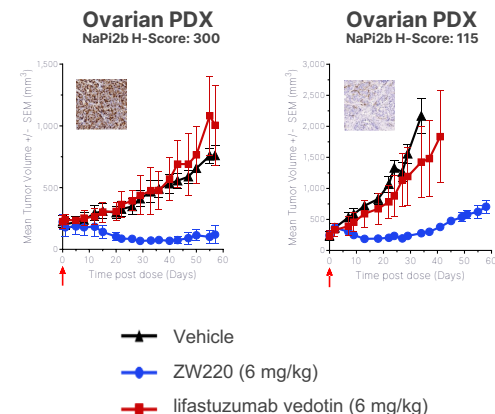 Ovarian PDX
NaPi2b H-Score: 300
Mean Tumor Volume +/- SEM (mm³)
1,500
1,000
500
0
0 10 20 30 40 50 60
Time post dose (Days)
Ovarian PDX
NaPi2b H-Score: 115
Mean Tumor Volume +/- SEM (mm³)
3,000
2,500
2,000
1,500
1,000
500
0
0 10 20 30 40 50 60
Time post dose (Days)
Vehicle
ZW220 (6 mg/kg)
lifastuzumab vedotin (6 mg/kg)